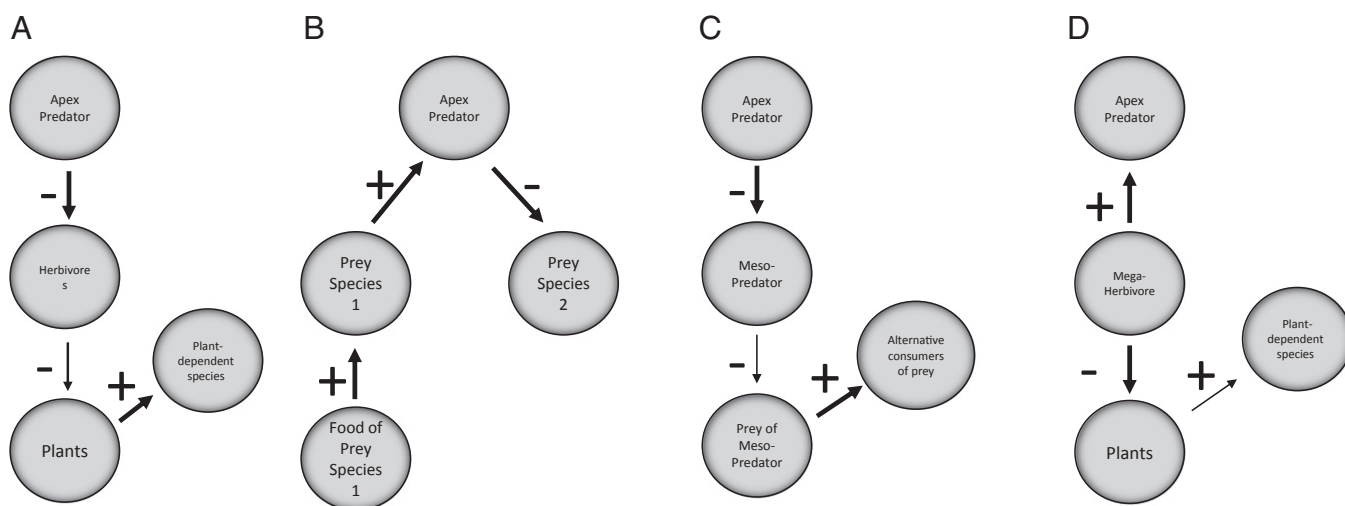 A
B
C
D
Apex
Predator
-
Herbivore
s
-
Plants
+
Plant-
dependent
species
Apex
Predator
+
-
Prey
Species
1
Prey
Species
2
+
Food of
Prey
Species
1
Apex
Predator
-
Meso-
Predator
-
Prey of
Meso-
Predator
+
Alternative
consumers
of prey
Apex
Predator
+
Mega-
Herbivore
-
Plants
+
Plant-
dependent
species